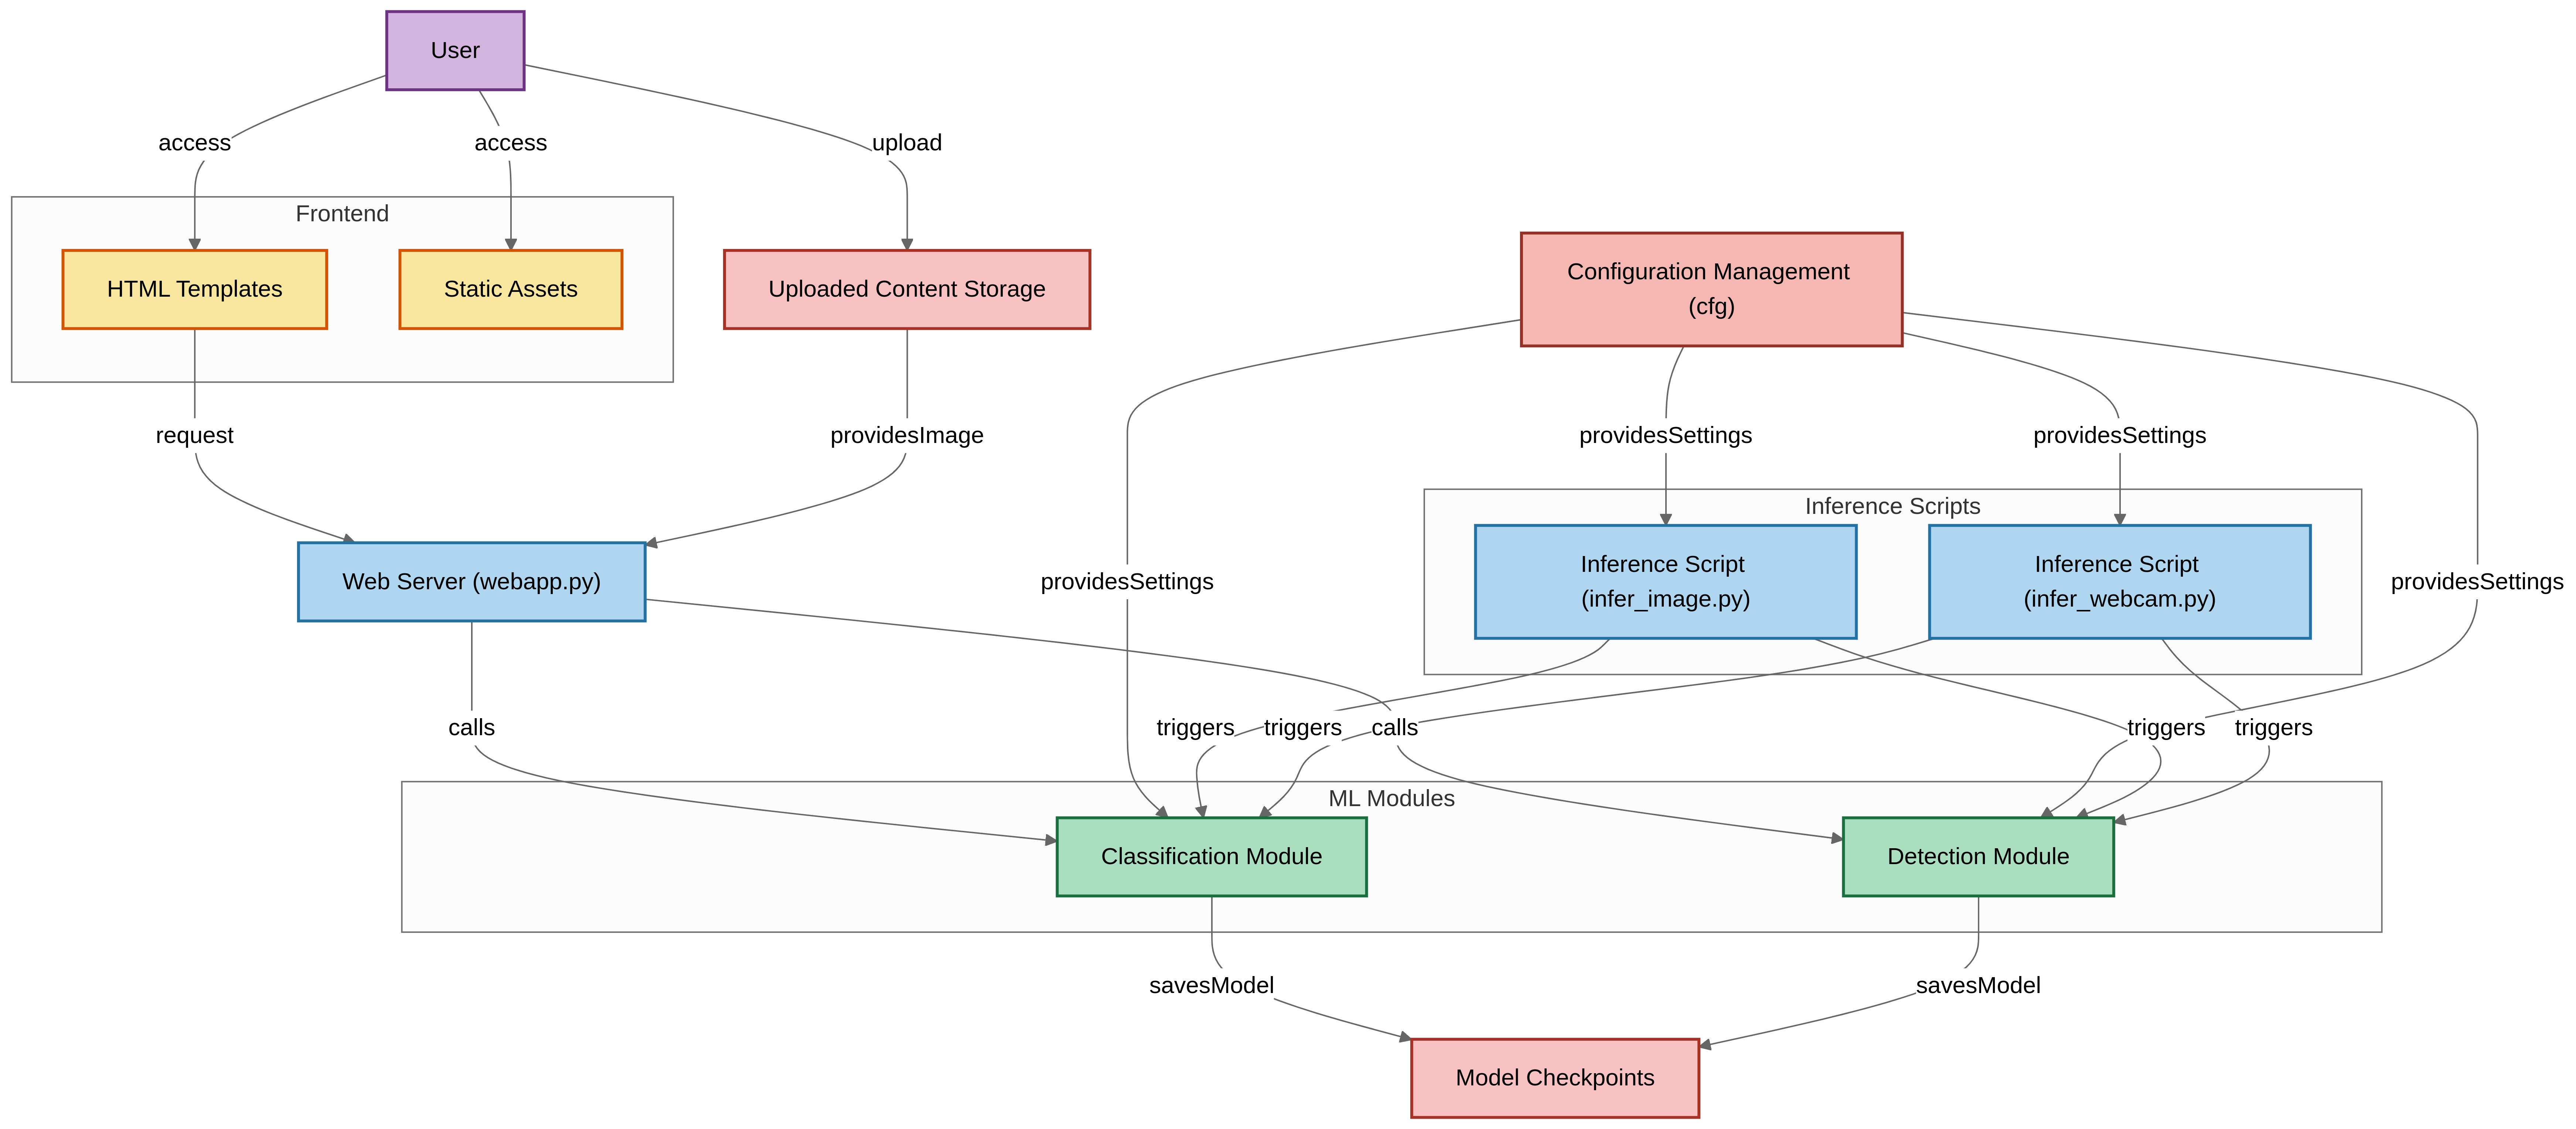 User
access
access
upload
Frontend
HTML Templates
Static Assets
Uploaded Content Storage
Configuration Management
(cfg)
request
providesImage
providesSettings
providesSettings
Inference Scripts
Web Server (webapp.py)
providesSettings
Inference Script
(infer_image.py)
Inference Script
(infer_webcam.py)
providesSettings
calls
triggers
triggers
calls
triggers
triggers
ML Modules
Classification Module
Detection Module
savesModel
savesModel
Model Checkpoints